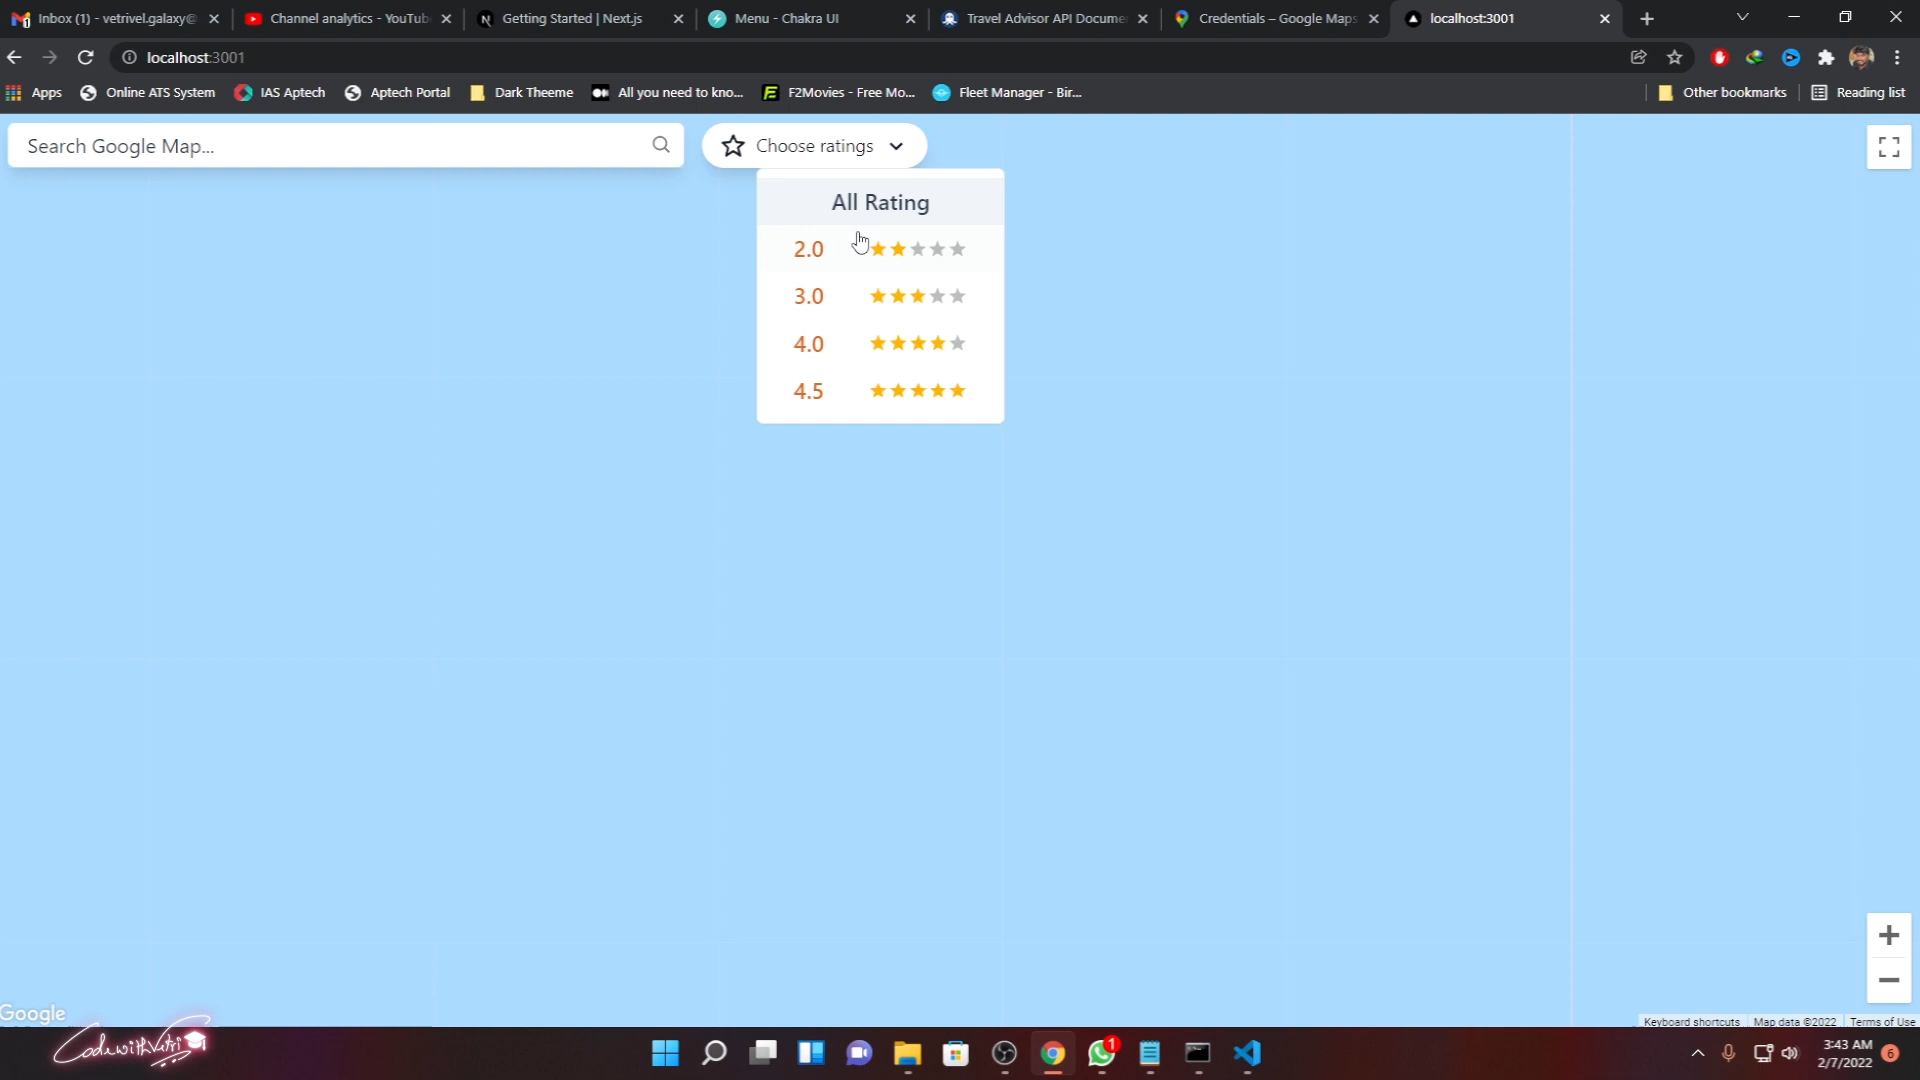 Inbox (1) - vetrivel.galaxy@
Channel analytics - YouTub
Getting Started | Next.js
Menu - Chakra UI
Travel Advisor API Docume
Credentials – Google Maps
localhost:3001
localhost:3001
Apps
Online ATS System
IAS Aptech
Aptech Portal
Dark Theeme
All you need to kno...
F2Movies - Free Mo...
Fleet Manager - Bir...
Other bookmarks
Reading list
Search Google Map...
Choose ratings
All Rating
2.0
3.0
4.0
4.5
Google
Keyboard shortcuts
Map data ©2022
Terms of Use
CodewithVetri
1
3:43 AM
2/7/2022
6